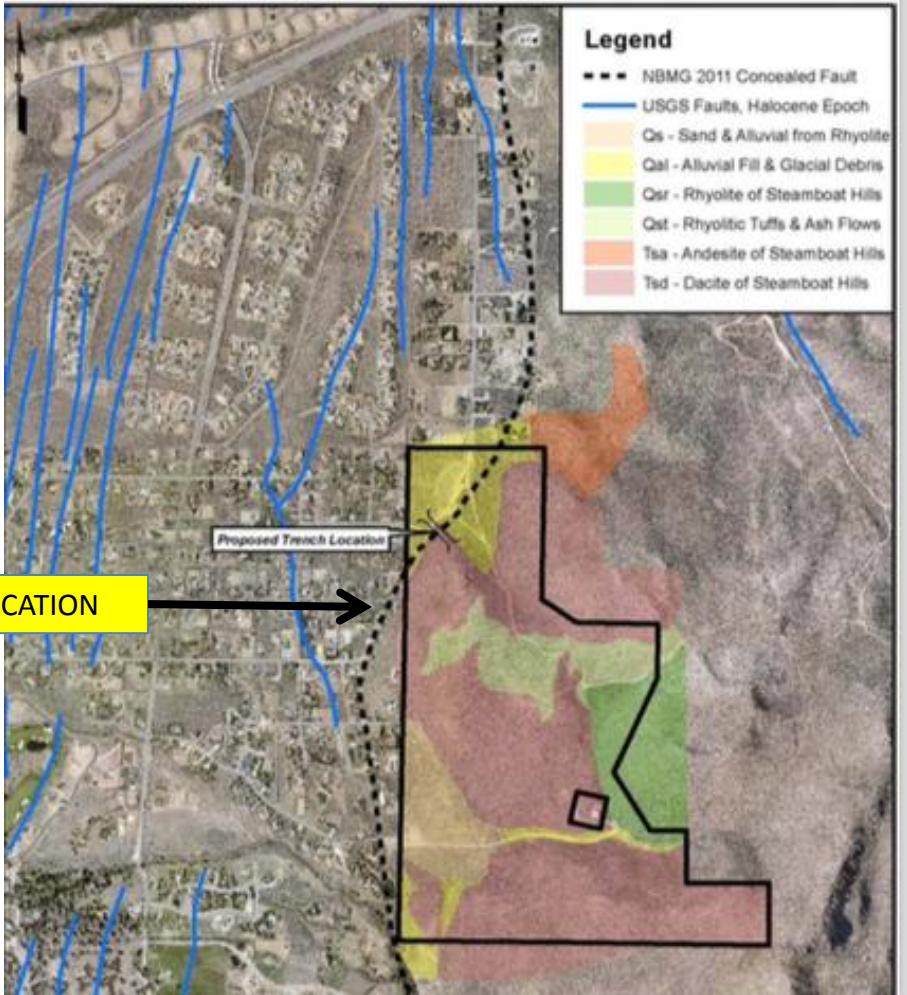 Legend
NBMG 2011 Concealed Fault
USGS Faults, Halocene Epoch
Qs - Sand & Alluvial from Rhyolite
Qal - Alluvial Fill & Glacial Debris
Qsr - Rhyolite of Steamboat Hills
Qst - Rhyolitic Tuffs & Ash Flows
Tsa - Andesite of Steamboat Hills
Tsd - Dacite of Steamboat Hills
Proposed Trench Location
CATION